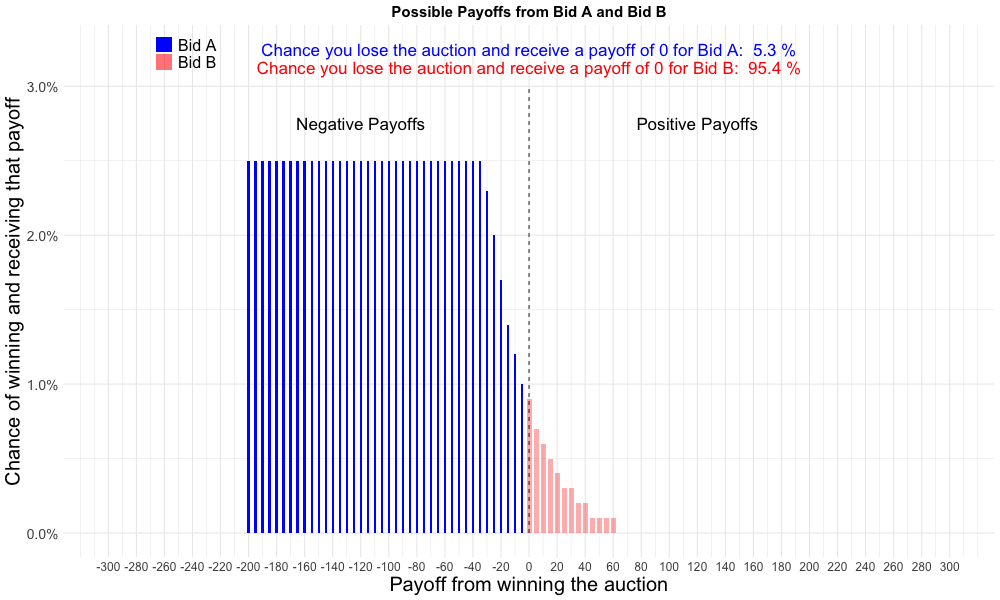 Possible Payoffs from Bid A and Bid B
Bid A
Bid B
Chance you lose the auction and receive a payoff of 0 for Bid A:  5.3 %
Chance you lose the auction and receive a payoff of 0 for Bid B:  95.4 %
Negative Payoffs
Positive Payoffs
Chance of winning and receiving that payoff
3.0%
2.0%
1.0%
0.0%
-300 -280 -260 -240 -220 -200 -180 -160 -140 -120 -100 -80 -60 -40 -20 0 20 40 60 80 100 120 140 160 180 200 220 240 260 280 300
Payoff from winning the auction